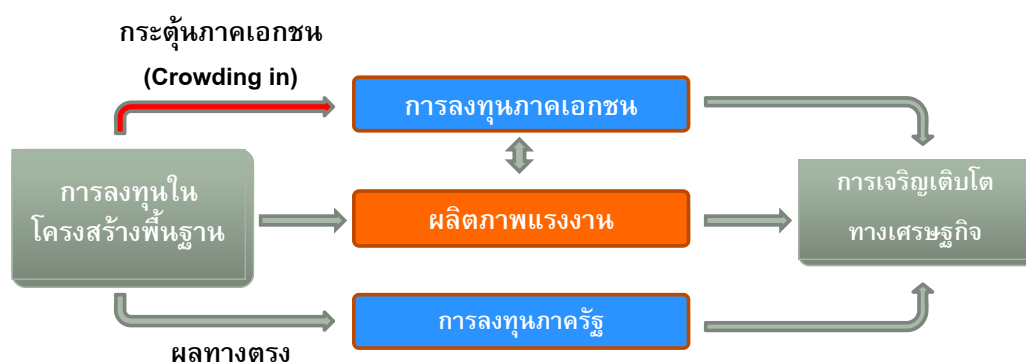 กระตุ้นภาคเอกชน
(Crowding in)
การลงทุนภาคเอกชน
การลงทุนใน
โครงสร้างพื้นฐาน
ผลิตภาพแรงงาน
การเจริญเติบโต
ทางเศรษฐกิจ
การลงทุนภาครัฐ
ผลทางตรง